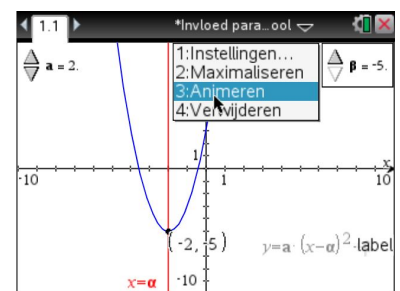 1.1 *Invloed para...ool
a = 2.
1:Instellingen...
2:Maximaliseren
3:Animeren
4:Verwijderen
β = -5.
1
x
-10 1 10
(-2, -5) y=a· (x-α)² label
x=α -10